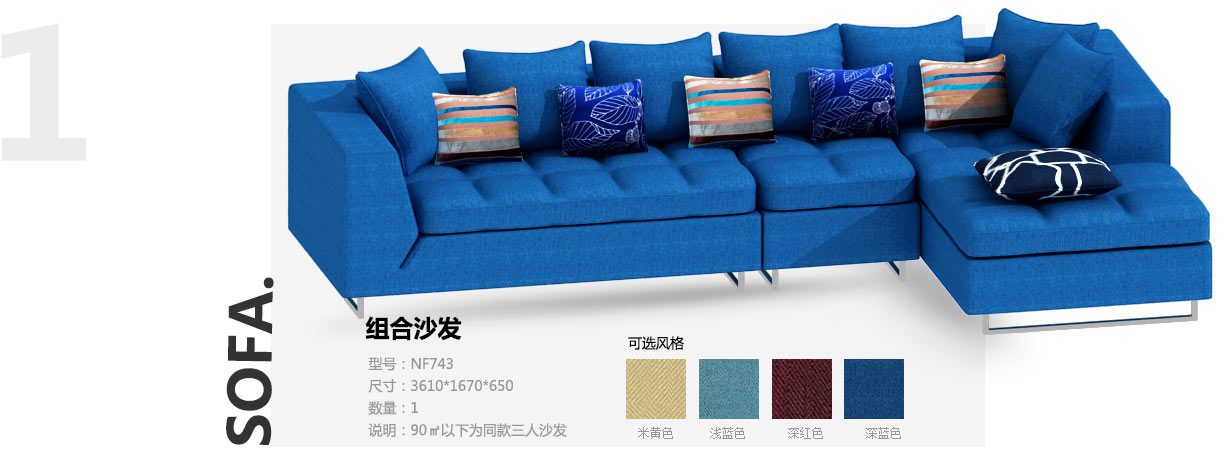 1
SOFA.
组合沙发
型号：NF743
尺寸：3610*1670*650
数量：1
说明：90㎡以下为同款三人沙发
可选风格
米黄色
浅蓝色
深红色
深蓝色